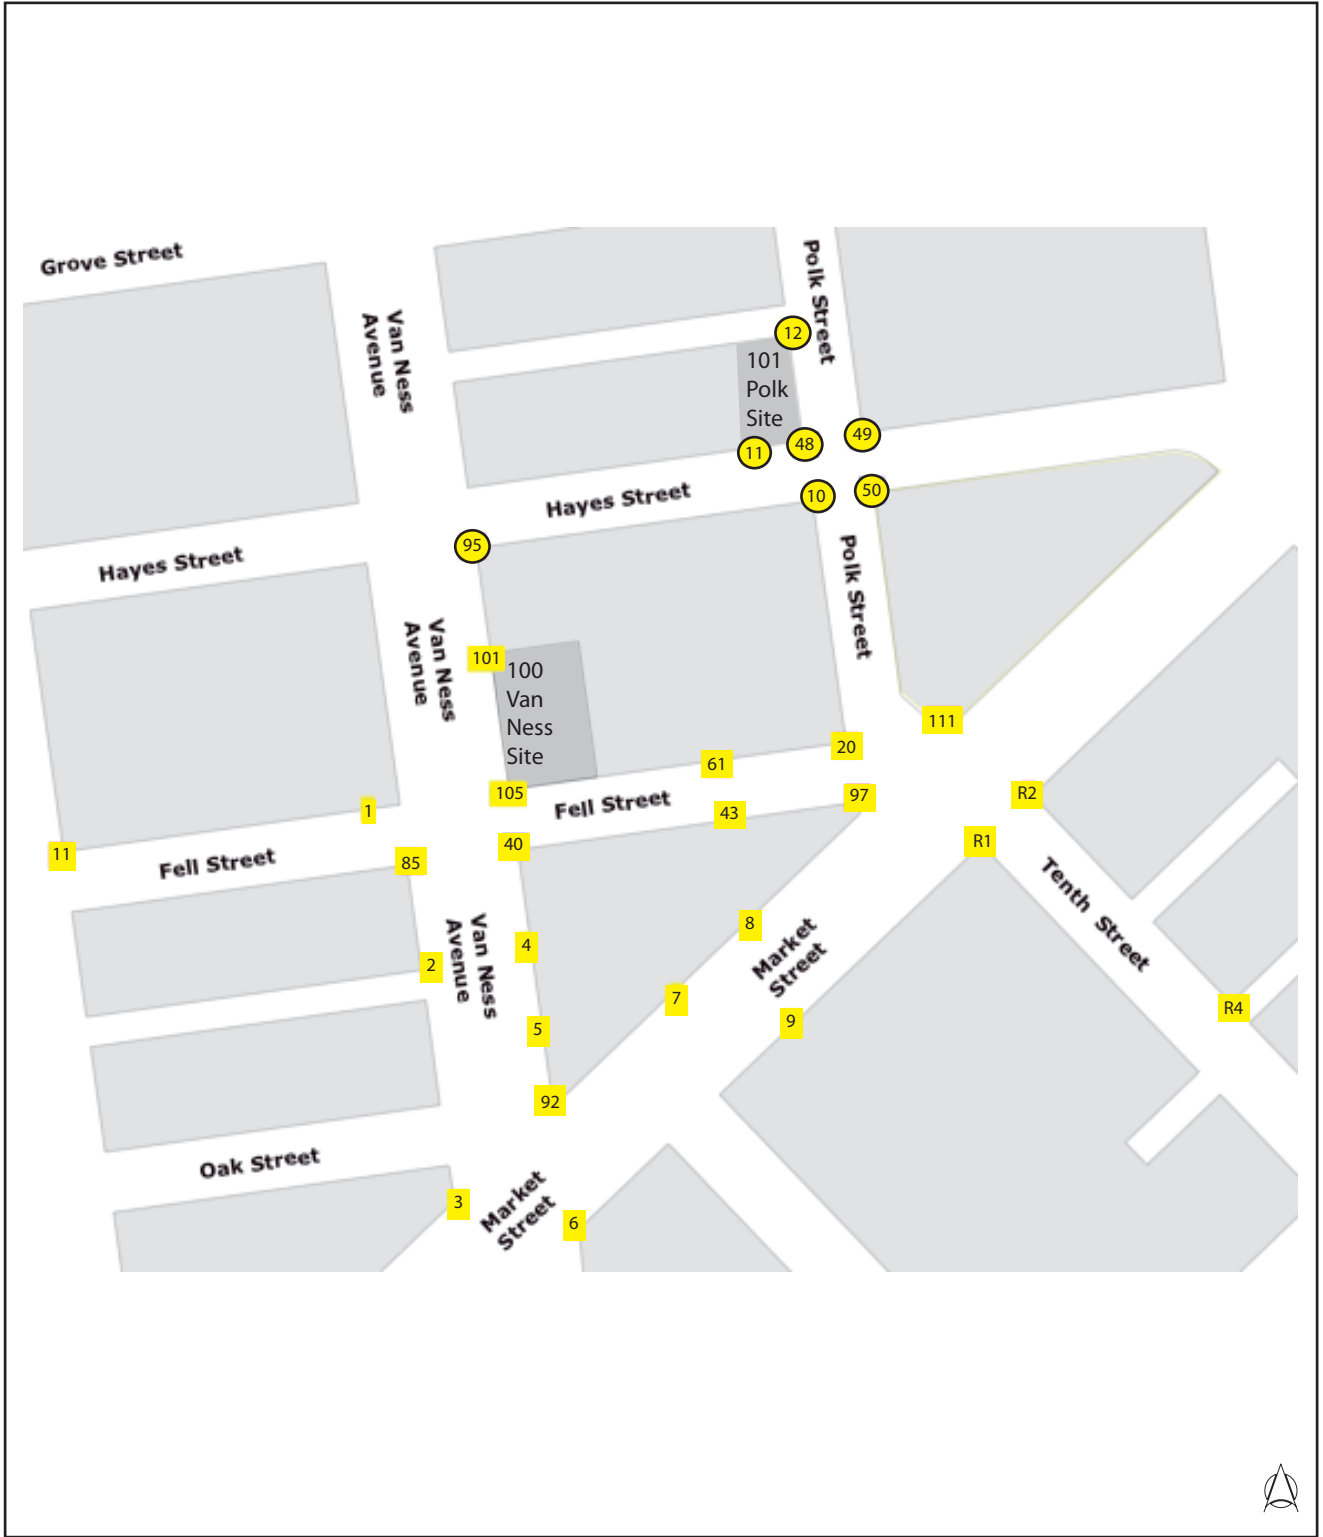 Grove Street
Polk Street
Van Ness
Avenue
12
101
Polk
Site
49
48
11
Hayes Street
10
50
95
Hayes Street
Polk Street
Van Ness
Avenue
101
100
Van
Ness
Site
111
20
61
105
Fell Street
97
R2
1
43
R1
40
11
Fell Street
85
Tenth Street
8
Van Ness
Avenue
4
Market
Street
2
7
R4
9
5
92
Oak Street
Market
Street
3
6